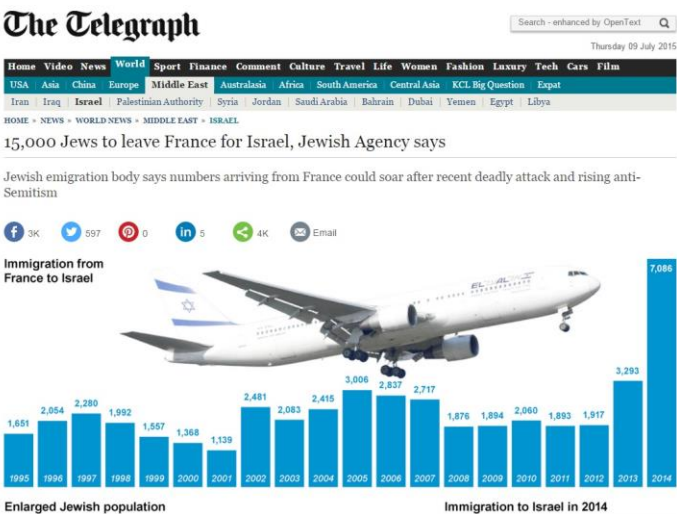 The Telegraph
Search - enhanced by OpenText
Thursday 09 July 2015
Home Video News World Sport Finance Comment Culture Travel Life Women Fashion Luxury Tech Cars Film
USA Asia China Europe Middle East Australasia Africa South America Central Asia KCL Big Question Expat
Iran Iraq Israel Palestinian Authority Syria Jordan Saudi Arabia Bahrain Dubai Yemen Egypt Libya
HOME » NEWS » WORLD NEWS » MIDDLE EAST » ISRAEL
15,000 Jews to leave France for Israel, Jewish Agency says
Jewish emigration body says numbers arriving from France could soar after recent deadly attack and rising anti-
Semitism
3K 597 0 in 5 4K Email
Immigration from
France to Israel
EL AL
7,086
3,293
3,006
2,837
2,717
2,481
2,415
2,280
2,083
2,054
2,060
1,992
1,876
1,894
1,893
1,917
1,651
1,557
1,368
1,139
1995 1996 1997 1998 1999 2000 2001 2002 2003 2004 2005 2006 2007 2008 2009 2010 2011 2012 2013 2014
Enlarged Jewish population Immigration to Israel in 2014